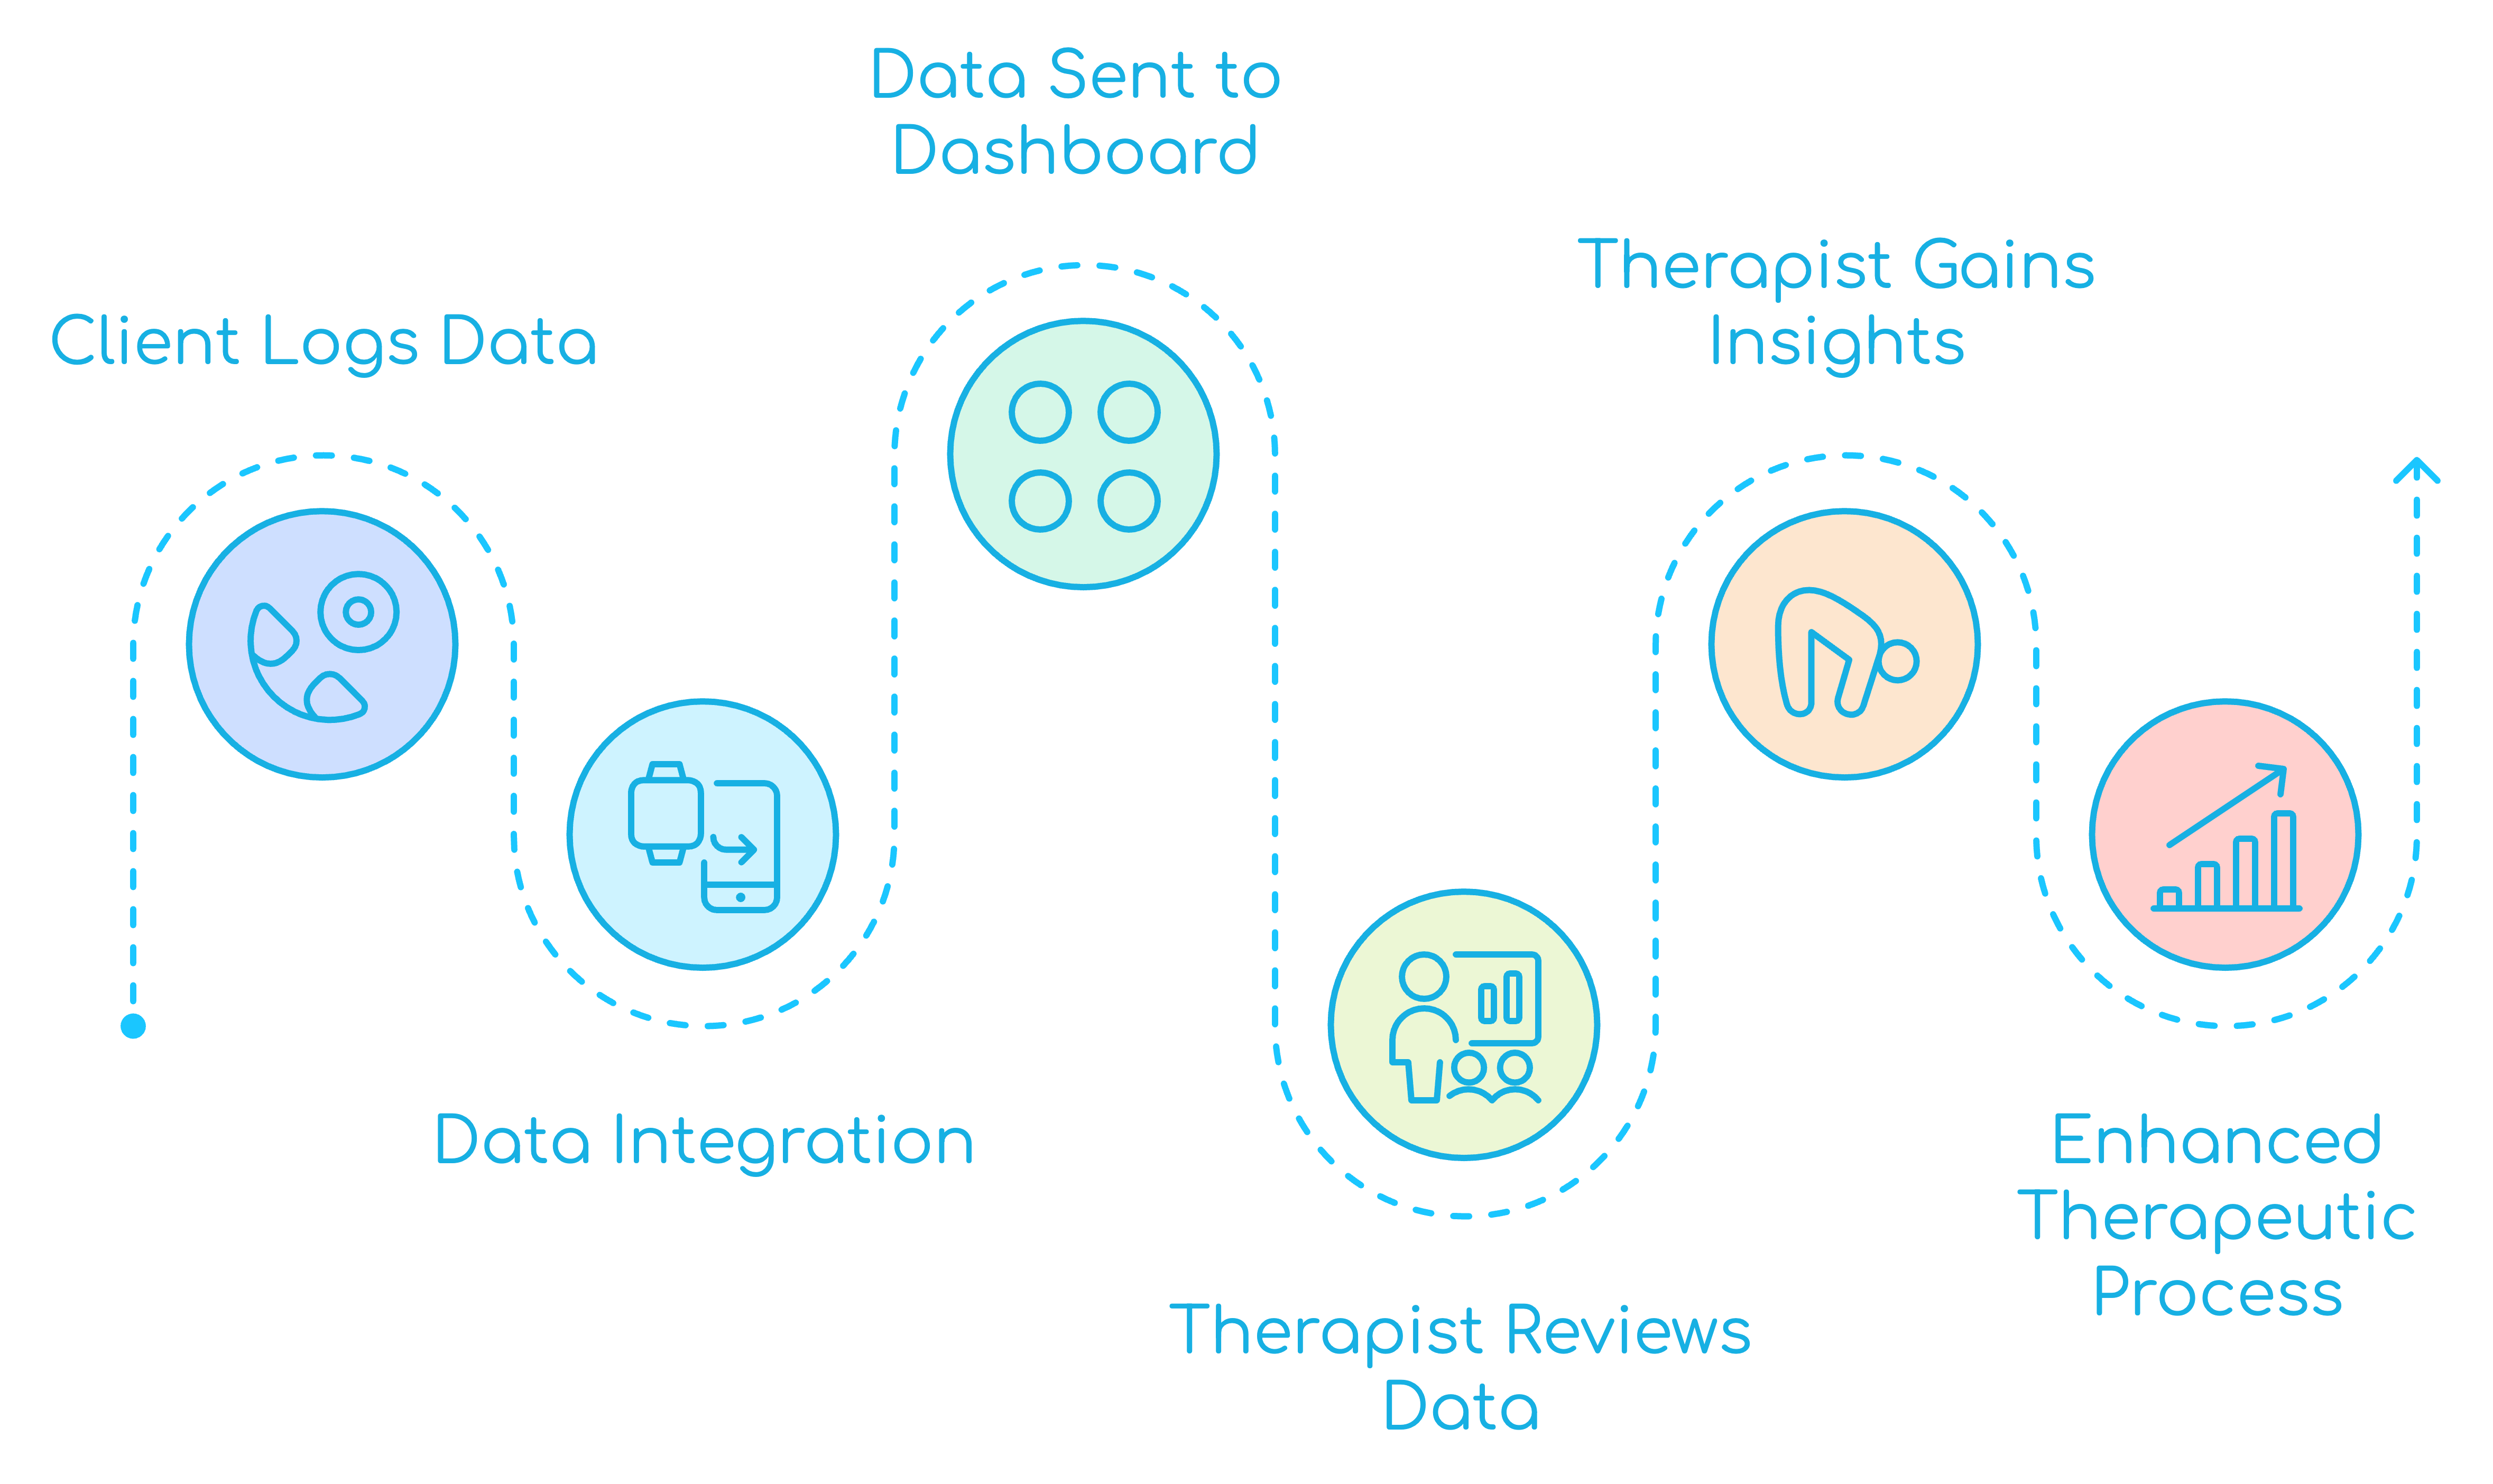 Data Sent to
Dashboard
Therapist Gains
Insights
Client Logs Data
Data Integration
Enhanced
Therapeutic
Process
Therapist Reviews
Data